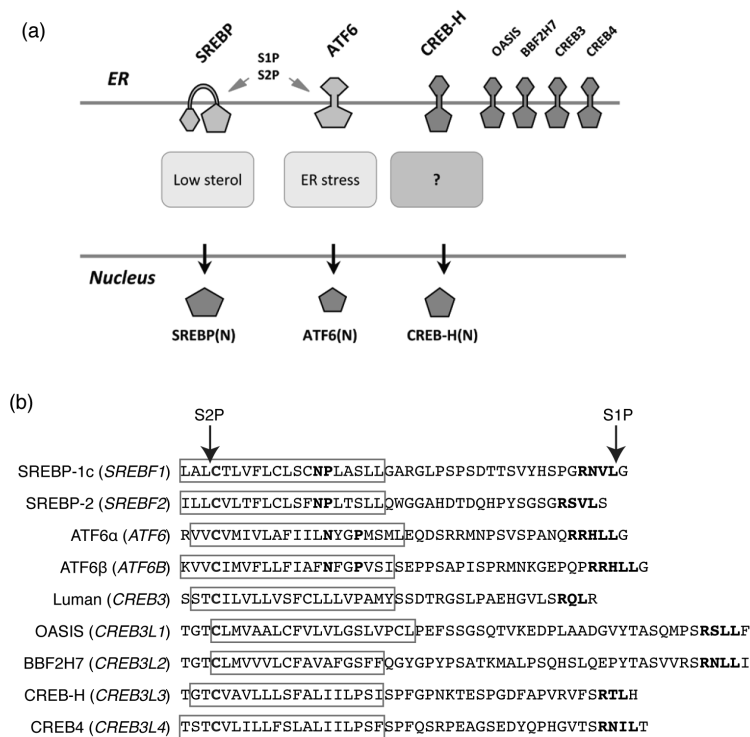 (a)
SREBP
ATF6
CREB-H
OASIS
BBF2H7
CREB3
CREB4
S1P
S2P
ER
Low sterol
ER stress
?
Nucleus
SREBP(N)
ATF6(N)
CREB-H(N)
(b)
S2P S1P
SREBP-1c (SREBF1) LALCTLVFLCLSCNPLASLLGARGLPSPSDTTSVYHSPGRNVLG
SREBP-2 (SREBF2) ILLCVLTFLCLSFNPLTSLLQWGGAHDTDQHPYSGSGRSVLS
ATF6α (ATF6) RVVCVMIVLAFIILNYGPMSMLEQDSRRMNPSVSPANQRRHLLG
ATF6β (ATF6B) KVVCIMVFLLFIAFNFGPVSISEPPSAPISPRMNKGEPQPRRHLLG
Luman (CREB3) SSTCILVLLVSFCLLLVPAMYSSDTRGSLPAEHGVLSRQLR
OASIS (CREB3L1) TGTCLMVAALCFVLVLGSLVPCLPEFSSGSQTVKEDPLAADGVYTASQMPSRSLLF
BBF2H7 (CREB3L2) TGTCLMVVVLCFAVAFGSFFQGYGPYPSATKMALPSQHSLQEPYTASVVRSRNLLI
CREB-H (CREB3L3) TGTCVAVLLLSFALIILPSISPFGPNKTESPGDFAPVRVFSRTLH
CREB4 (CREB3L4) TSTCVLILLFSLALIILPSFSPFQSRPEAGSEDYQPHGVTSRNILT